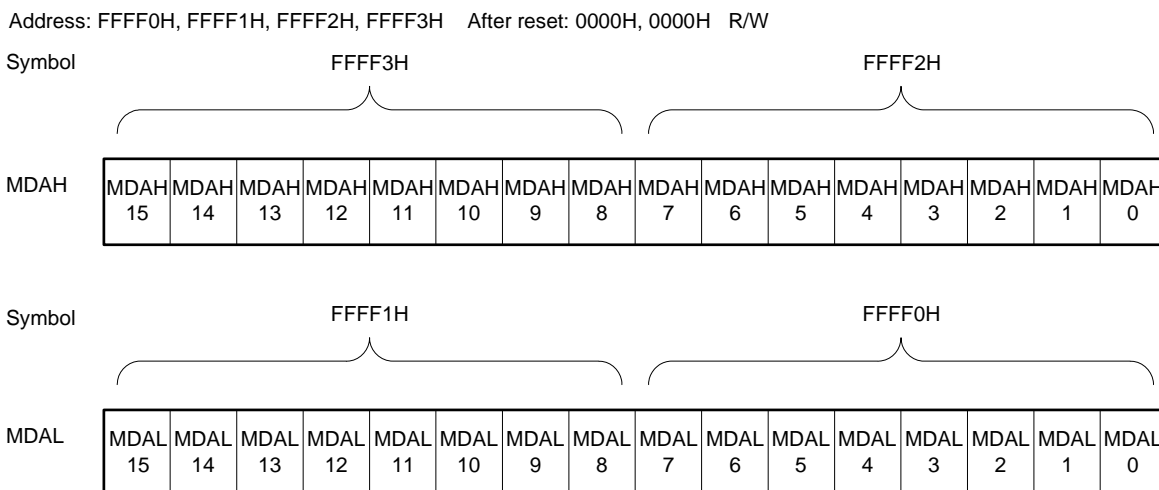 Address: FFFF0H, FFFF1H, FFFF2H, FFFF3H After reset: 0000H, 0000H R/W
Symbol FFFF3H FFFF2H
MDAH MDAH MDAH MDAH MDAH MDAH MDAH MDAH MDAH MDAH MDAH MDAH MDAH MDAH MDAH MDAH MDAH
15 14 13 12 11 10 9 8 7 6 5 4 3 2 1 0
Symbol FFFF1H FFFF0H
MDAL MDAL MDAL MDAL MDAL MDAL MDAL MDAL MDAL MDAL MDAL MDAL MDAL MDAL MDAL MDAL MDAL
15 14 13 12 11 10 9 8 7 6 5 4 3 2 1 0